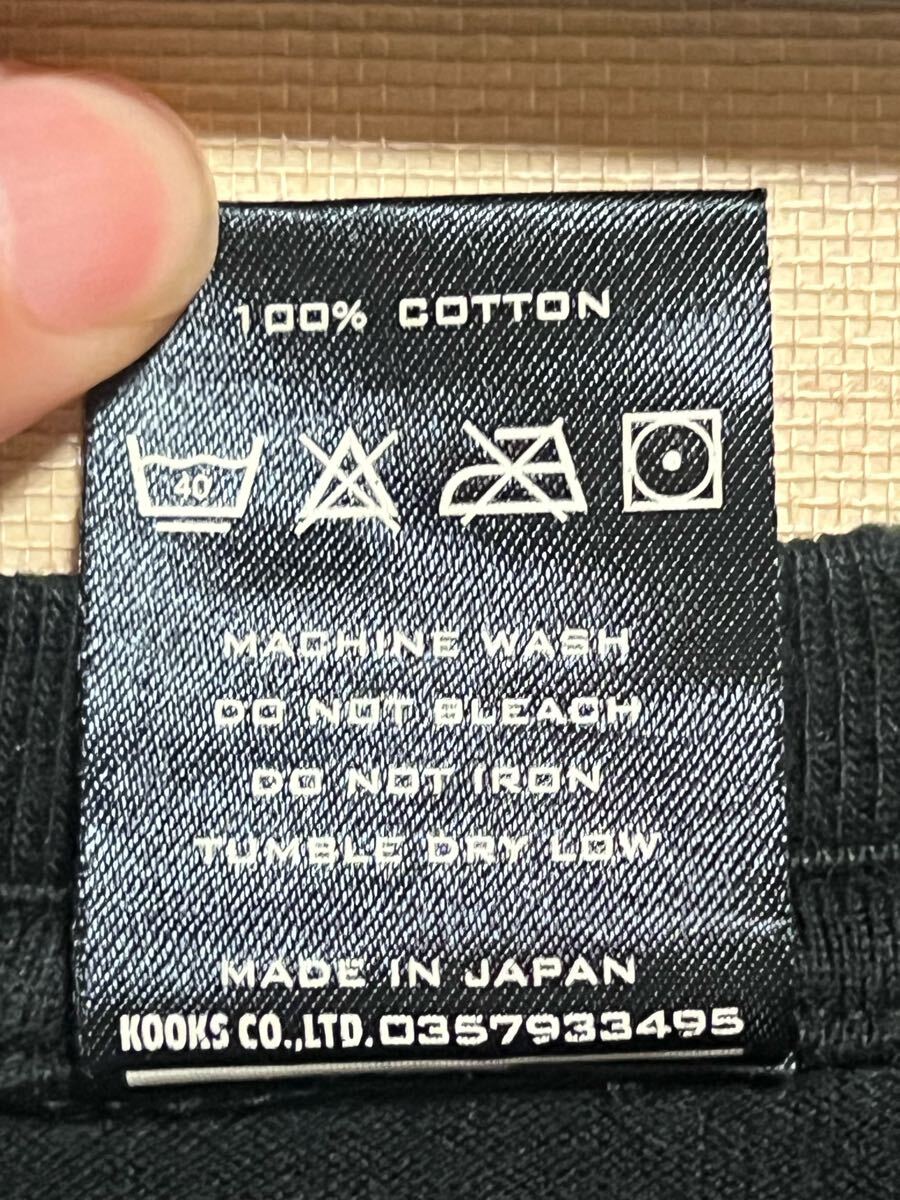 100% COTTON
40°
MACHINE WASH
DO NOT BLEACH
DO NOT IRON
TUMBLE DRY LOW
MADE IN JAPAN
KOOKS CO.,LTD.0357933495